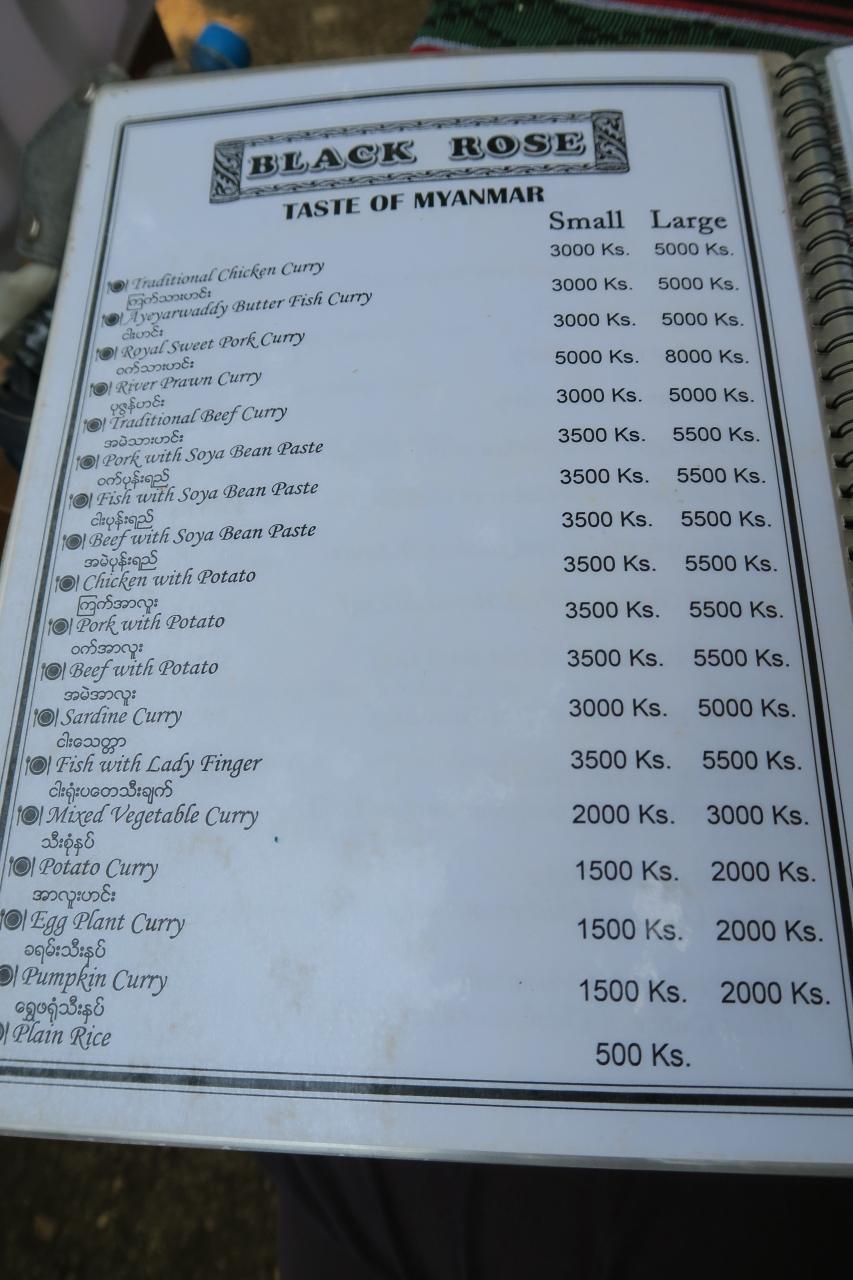 BLACK ROSE
TASTE OF MYANMAR
Small Large
Traditional Chicken Curry 3000 Ks. 5000 Ks.
ကြက်သားဟင်း
Ayeyarwaddy Butter Fish Curry 3000 Ks. 5000 Ks.
ငါးဟင်း
Royal Sweet Pork Curry 3000 Ks. 5000 Ks.
ဝက်သားဟင်း
River Prawn Curry 5000 Ks. 8000 Ks.
ပုဇွန်ဟင်း
Traditional Beef Curry 3000 Ks. 5000 Ks.
အမဲသားဟင်း
Pork with Soya Bean Paste 3500 Ks. 5500 Ks.
ဝက်ပုန်းရည်
Fish with Soya Bean Paste 3500 Ks. 5500 Ks.
ငါးပုန်းရည်
Beef with Soya Bean Paste 3500 Ks. 5500 Ks.
အမဲပုန်းရည်
Chicken with Potato 3500 Ks. 5500 Ks.
ကြက်အာလူး
Pork with Potato 3500 Ks. 5500 Ks.
ဝက်အာလူး
Beef with Potato 3500 Ks. 5500 Ks.
အမဲအာလူး
Sardine Curry 3000 Ks. 5000 Ks.
ငါးသေတ္တာ
Fish with Lady Finger 3500 Ks. 5500 Ks.
ငါးရုံးပတေသီးချက်
Mixed Vegetable Curry 2000 Ks. 3000 Ks.
သီးစုံနှပ်
Potato Curry 1500 Ks. 2000 Ks.
အာလူးဟင်း
Egg Plant Curry 1500 Ks. 2000 Ks.
ခရမ်းသီးနှပ်
Pumpkin Curry 1500 Ks. 2000 Ks.
ရွှေဖရုံသီးနှပ်
Plain Rice 500 Ks.